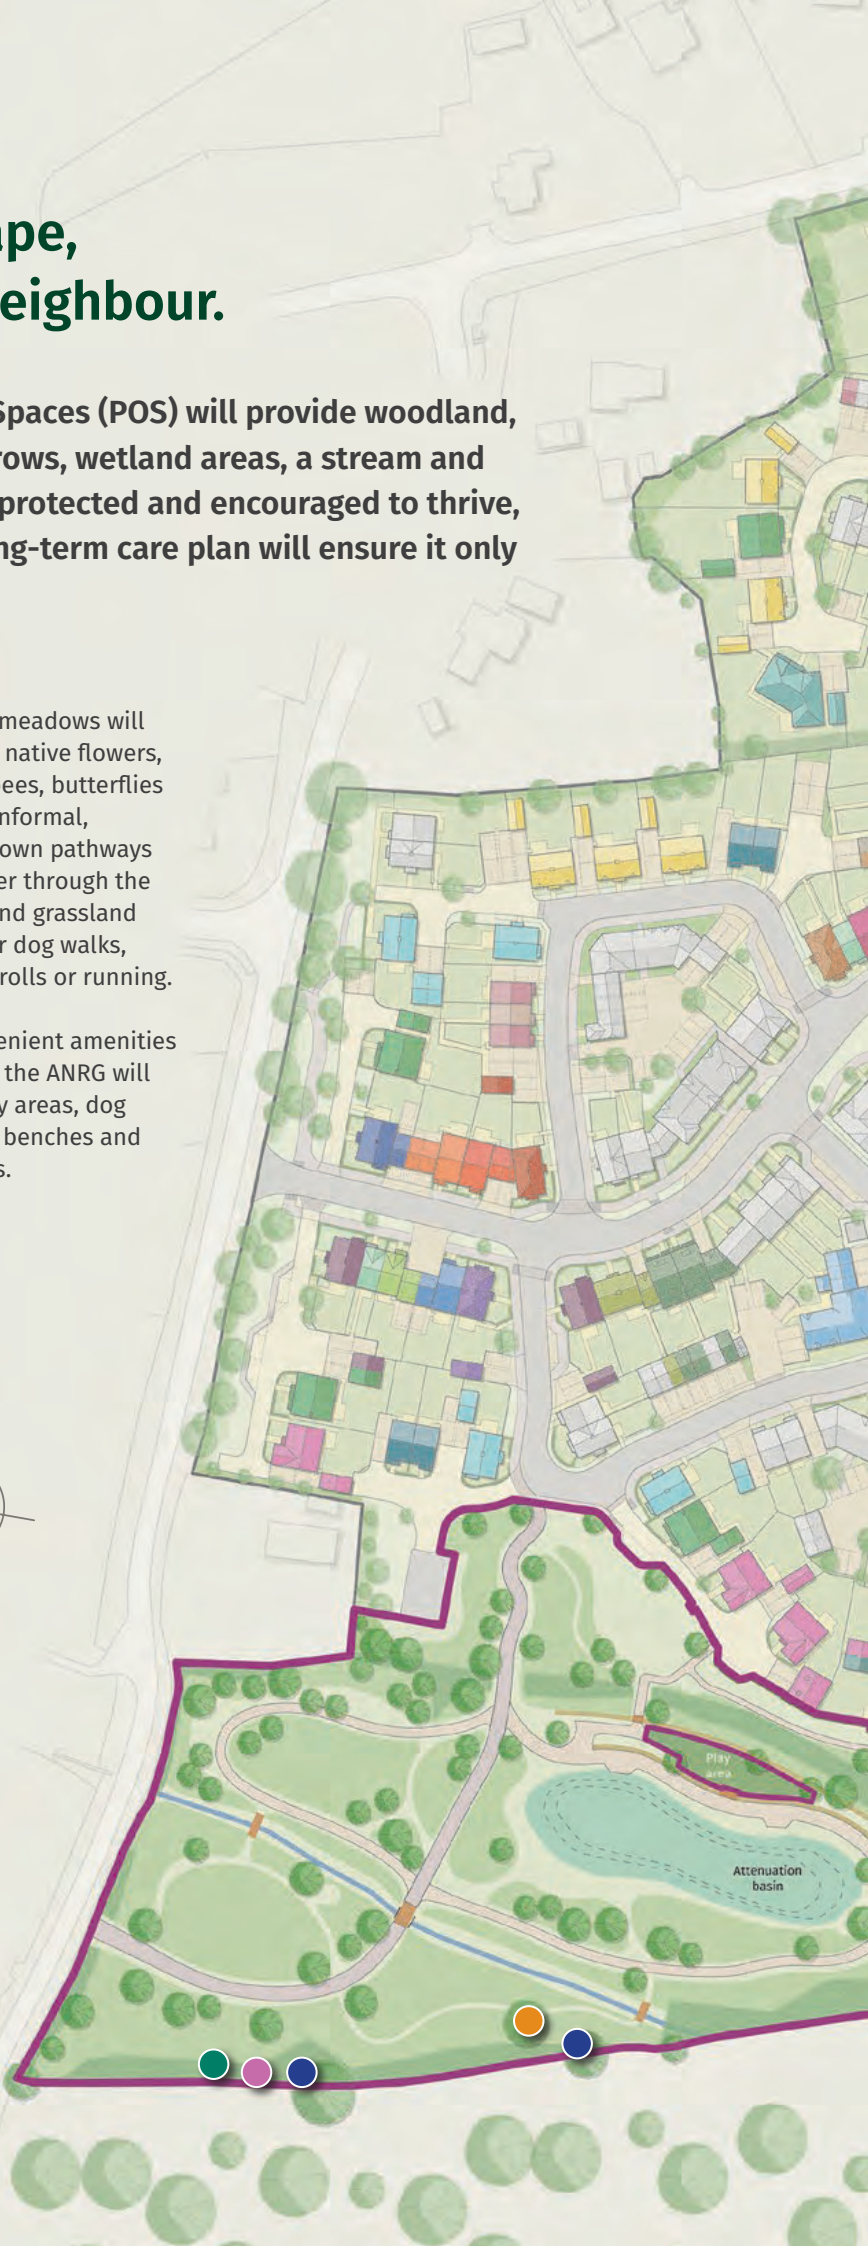 ape,
eighbour.
Spaces (POS) will provide woodland,
rows, wetland areas, a stream and
protected and encouraged to thrive,
ng-term care plan will ensure it only
meadows will
native flowers,
ees, butterflies
nformal,
own pathways
er through the
nd grassland
r dog walks,
rolls or running.
enient amenities
the ANRG will
y areas, dog
benches and
s.
Play
area
Attenuation
basin